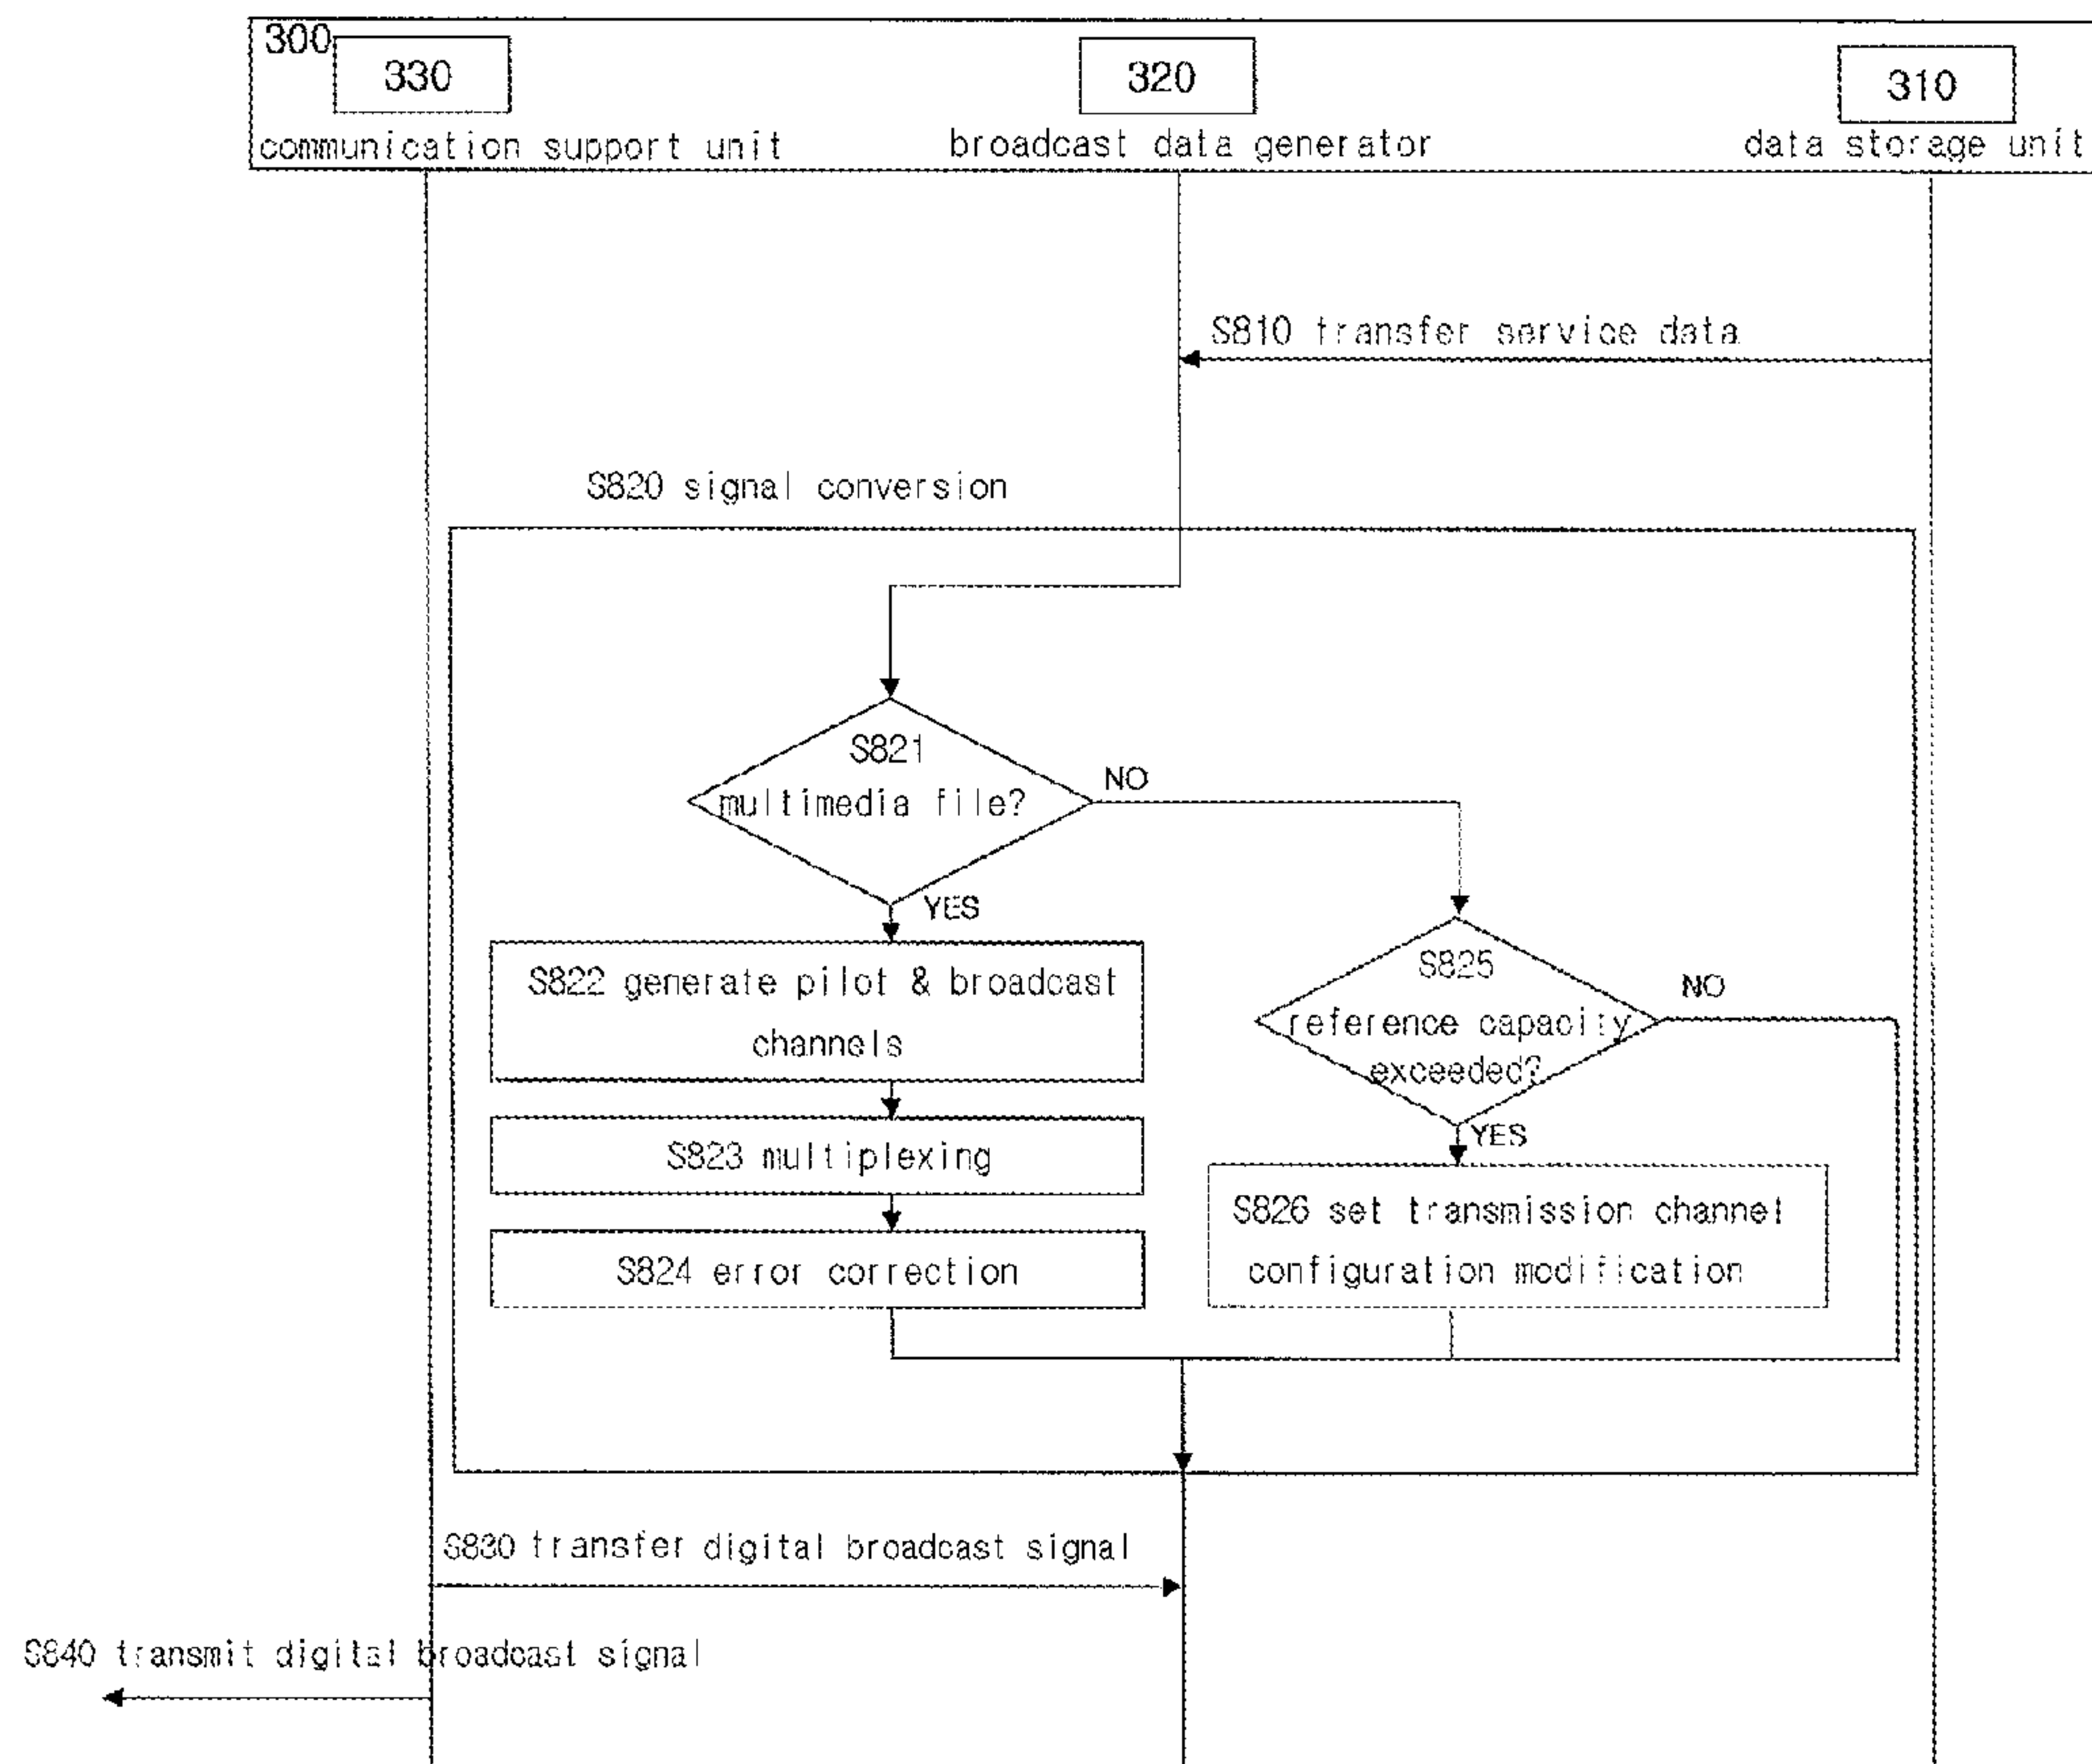 300
330
320
310
communication support unit
broadcast data generator
data storage unit
S810 transfer service data
S820 signal conversion
S821
multimedia file?
NO
YES
S822 generate pilot & broadcast
channels
S825
reference capacity
exceeded?
NO
YES
S823 multiplexing
S826 set transmission channel
configuration modification
S824 error correction
S830 transfer digital broadcast signal
S840 transmit digital broadcast signal